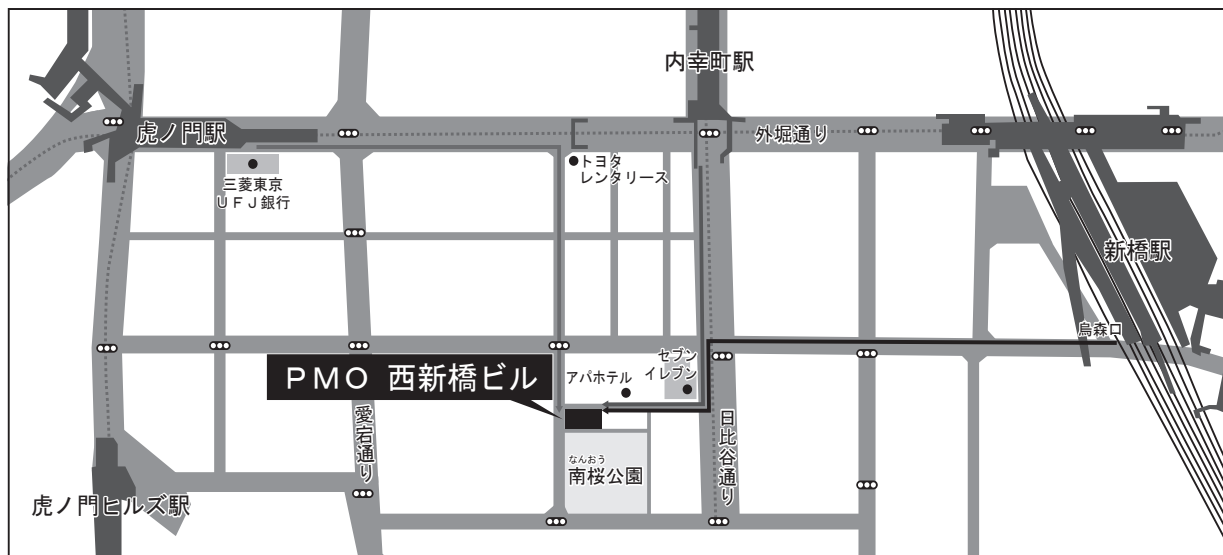 内幸町駅
虎ノ門駅
外堀通り
トヨタ
レンタリース
三菱東京
ＵＦＪ銀行
新橋駅
烏森口
セブン
イレブン
ＰＭＯ 西新橋ビル
アパホテル
愛宕通り
日比谷通り
なんおう
南桜公園
虎ノ門ヒルズ駅